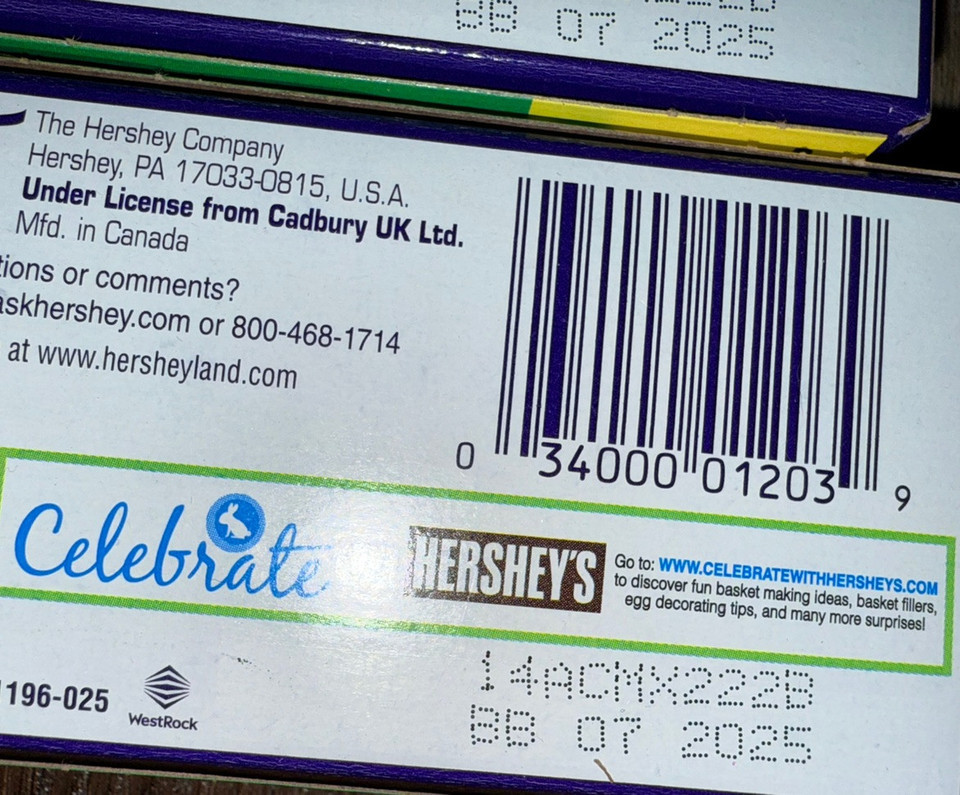 BB 07 2025
The Hershey Company
Hershey, PA 17033-0815, U.S.A.
Under License from Cadbury UK Ltd.
Mfd. in Canada
tions or comments?
askhershey.com or 800-468-1714
at www.hersheyland.com
0 34000 01203 9
Celebrate
HERSHEY'S
Go to: WWW.CELEBRATEWITHHERSHEYS.COM
to discover fun basket making ideas, basket fillers,
egg decorating tips, and many more surprises!
14ACMX222B
BB 07 2025
1196-025
WestRock